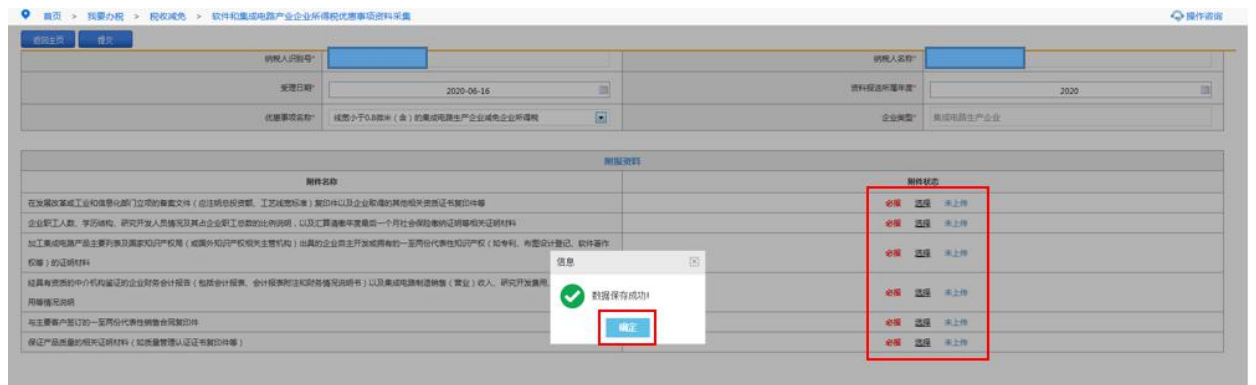 首页 > 我要办税 > 税收减免 > 软件和集成电路产业企业所得税优惠事项资料采集
操作咨询
返回主页 提交
纳税人识别号* 纳税人名称*
受理日期* 2020-06-16 资料报送所属年度* 2020
优惠事项名称* 线宽小于0.8微米(含)的集成电路生产企业减免企业所得税 企业类型* 集成电路生产企业
附报资料
附件名称 附件状态
在发展改革或工业和信息化部门立项的备案文件(应注明总投资额、工艺线宽标准)复印件以及企业取得的其他相关资质证书复印件等 必报 选择 未上传
企业职工人数、学历结构、研究开发人员情况及其占企业职工总数的比例说明,以及汇算清缴年度最后一个月社会保险缴纳证明等相关证明材料 必报 选择 未上传
加工集成电路产品主要列表及国家知识产权局(或国外知识产权相关主管机构)出具的企业自主开发或拥有的一至两份代表性知识产权(如专利、布图设计登记、软件著作
权等)的证明材料 必报 选择 未上传
经具有资质的中介机构鉴证的企业财务会计报告(包括会计报表、会计报表附注和财务情况说明书)以及集成电路制造销售(营业)收入、研究开发费用、
用等情况说明 必报 选择 未上传
与主要客户签订的一至两份代表性销售合同复印件 必报 选择 未上传
保证产品质量的相关证明材料(如质量管理认证证书复印件等) 必报 选择 未上传
信息
数据保存成功!
确定